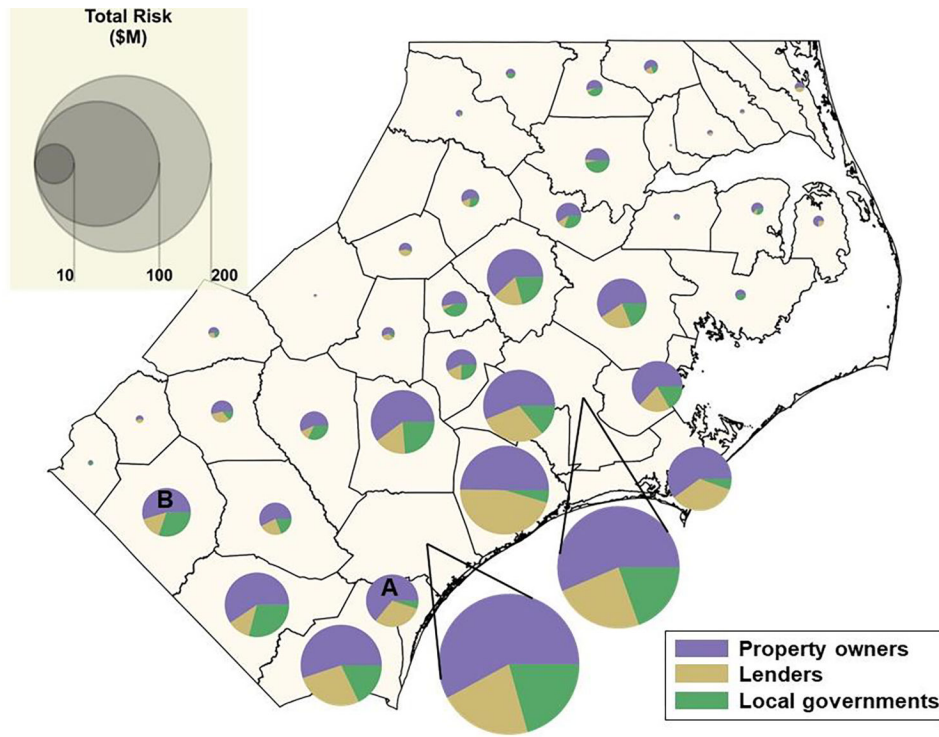 Total Risk
($M)
10 100 200
B
A
Property owners
Lenders
Local governments